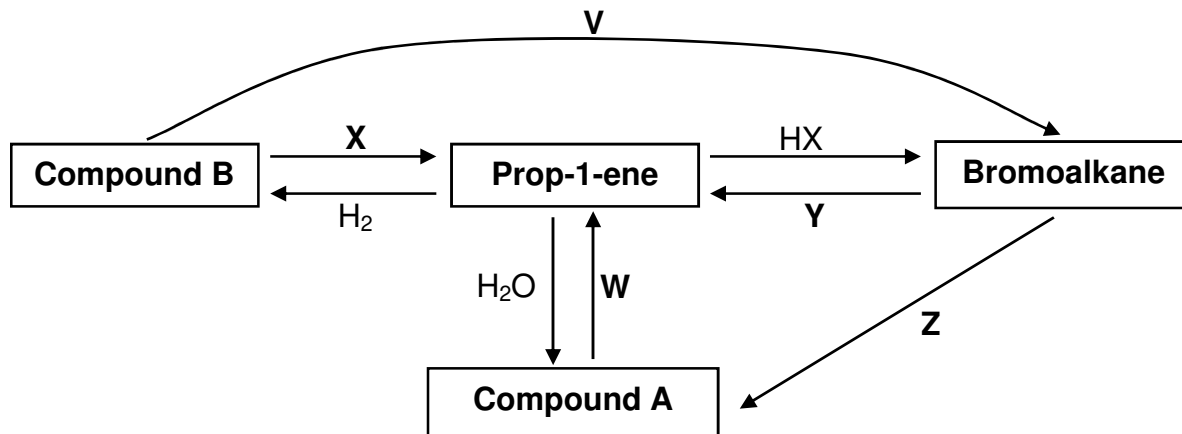 V
X
HX
Compound B
Prop-1-ene
Bromoalkane
H₂
Y
H₂O
W
Z
Compound A